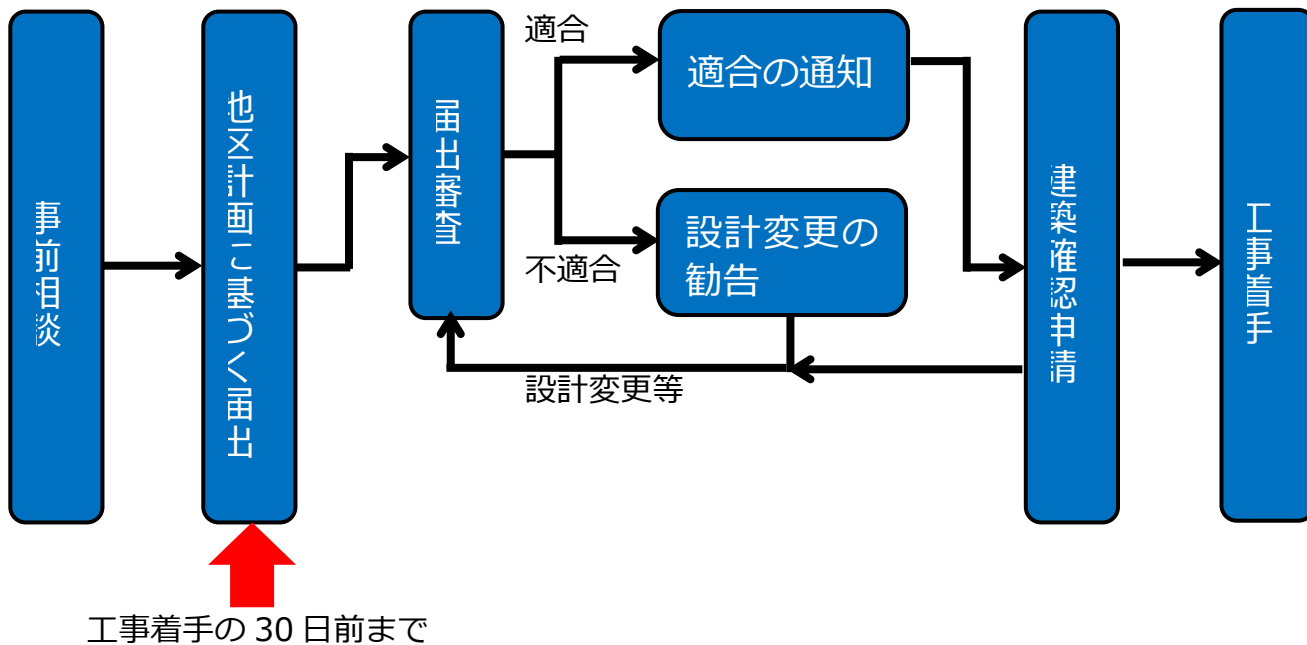 事前相談
地区計画に基づく届出
届出審査
適合
適合の通知
不適合
設計変更の
勧告
設計変更等
建築確認申請
工事着手
工事着手の 30 日前まで